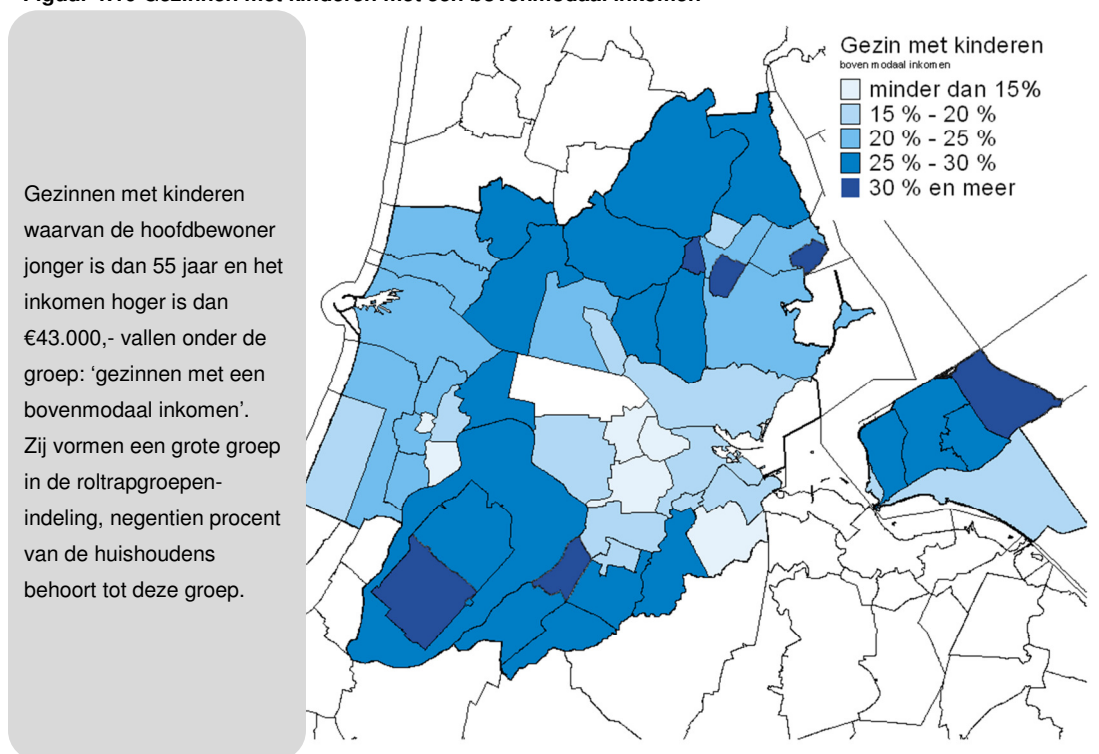 Gezinnen met kinderen
waarvan de hoofdbewoner
jonger is dan 55 jaar en het
inkomen hoger is dan
€43.000,- vallen onder de
groep: ‘gezinnen met een
bovenmodaal inkomen’.
Zij vormen een grote groep
in de roltrapgroepen-
indeling, negentien procent
van de huishoudens
behoort tot deze groep.
Gezin met kinderen
boven modaal inkomen
minder dan 15%
15 % - 20 %
20 % - 25 %
25 % - 30 %
30 % en meer